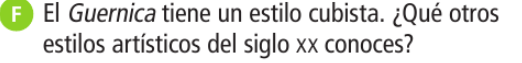 F El Guernica tiene un estilo cubista. ¿Qué otros
estilos artísticos del siglo XX conoces?